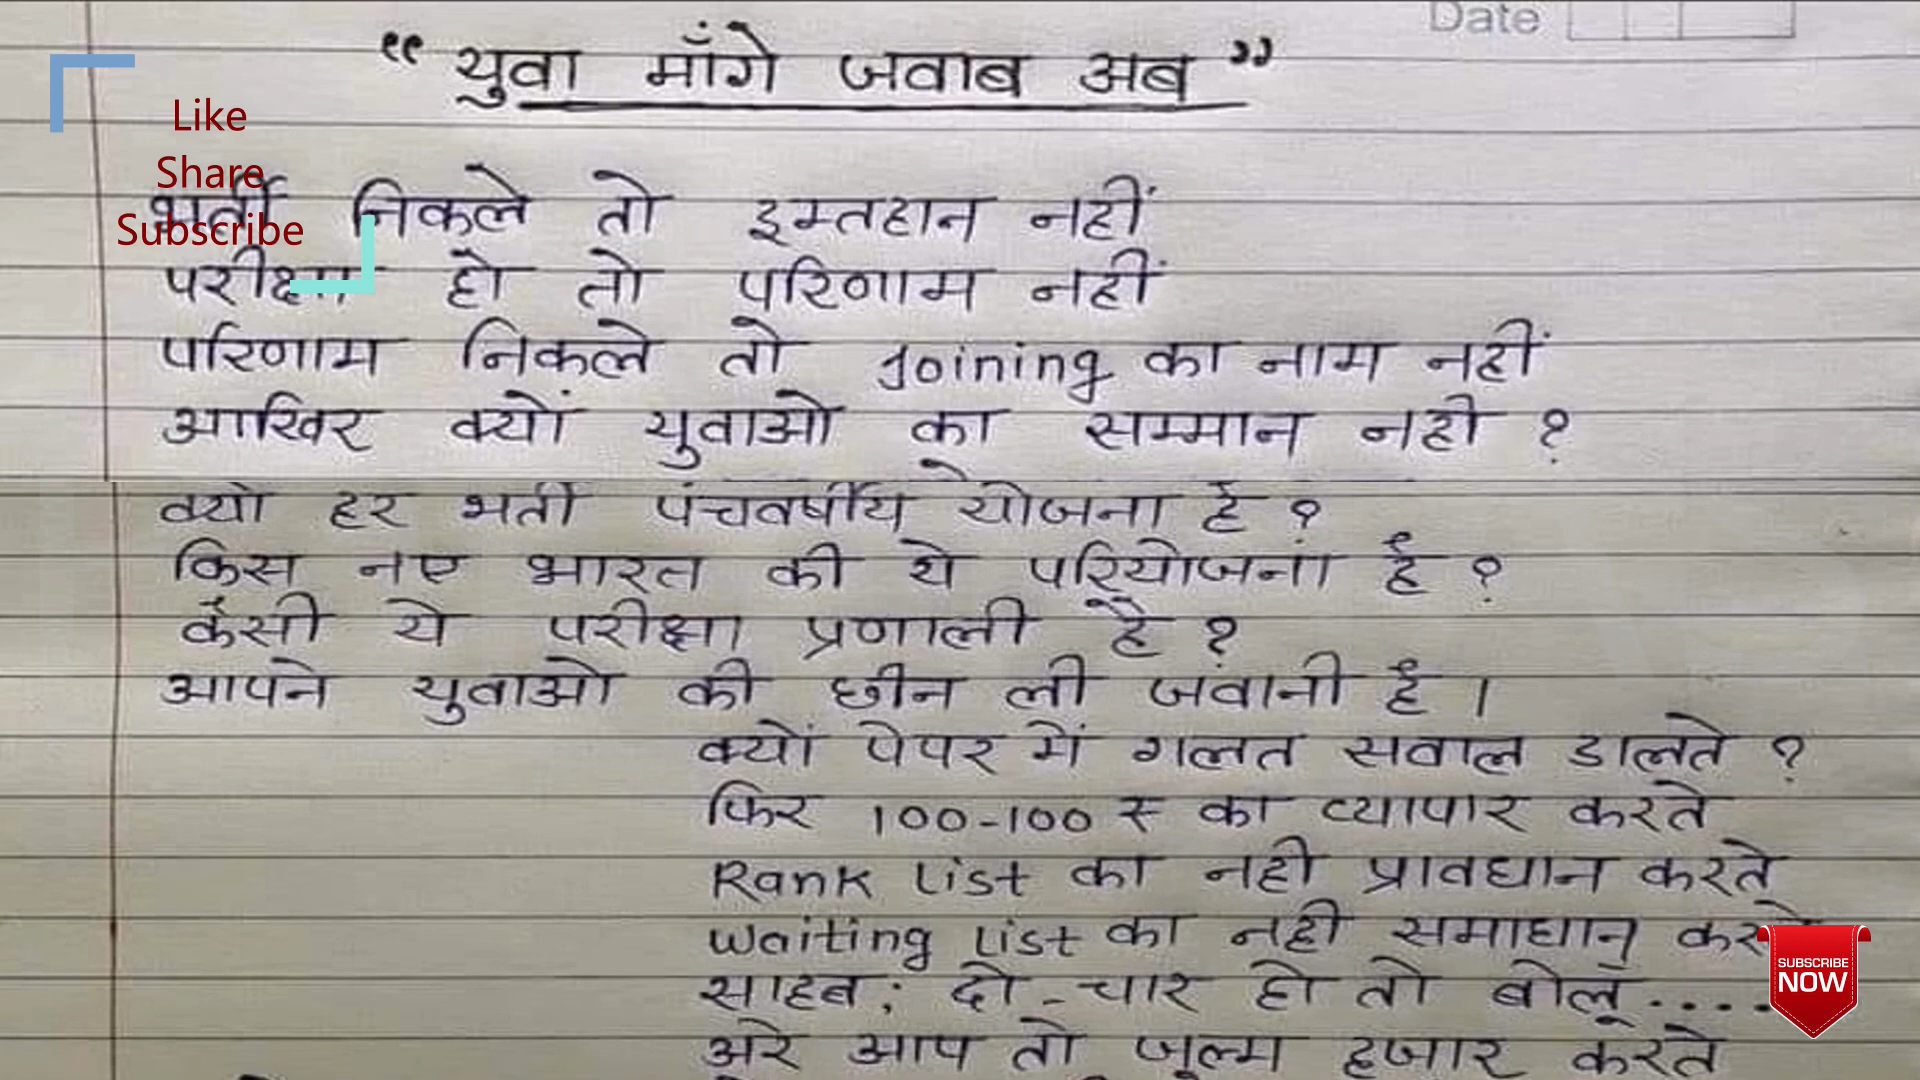 Date
“ युवा माँगे जवाब अब ”
Like
Share
Subscribe
भर्ती निकले तो इम्तहान नहीं
परीक्षा हो तो परिणाम नहीं
परिणाम निकले तो Joining का नाम नहीं
आखिर क्यों युवाओ का सम्मान नही ?
क्यो हर भर्ती पंचवर्षीय योजना है ?
किस नए भारत की ये परियोजना है ?
कैसी ये परीक्षा प्रणाली है ?
आपने युवाओ की छीन ली जवानी है ।
क्यों पेपर में गलत सवाल डालते ?
फिर 100-100 ₹ का व्यापार करते
Rank List का नही प्रावधान करते
Waiting List का नही समाधान करते
साहब; दो-चार हो तो बोलूं.....
अरे आप तो जुल्म हजार करते
SUBSCRIBE
NOW